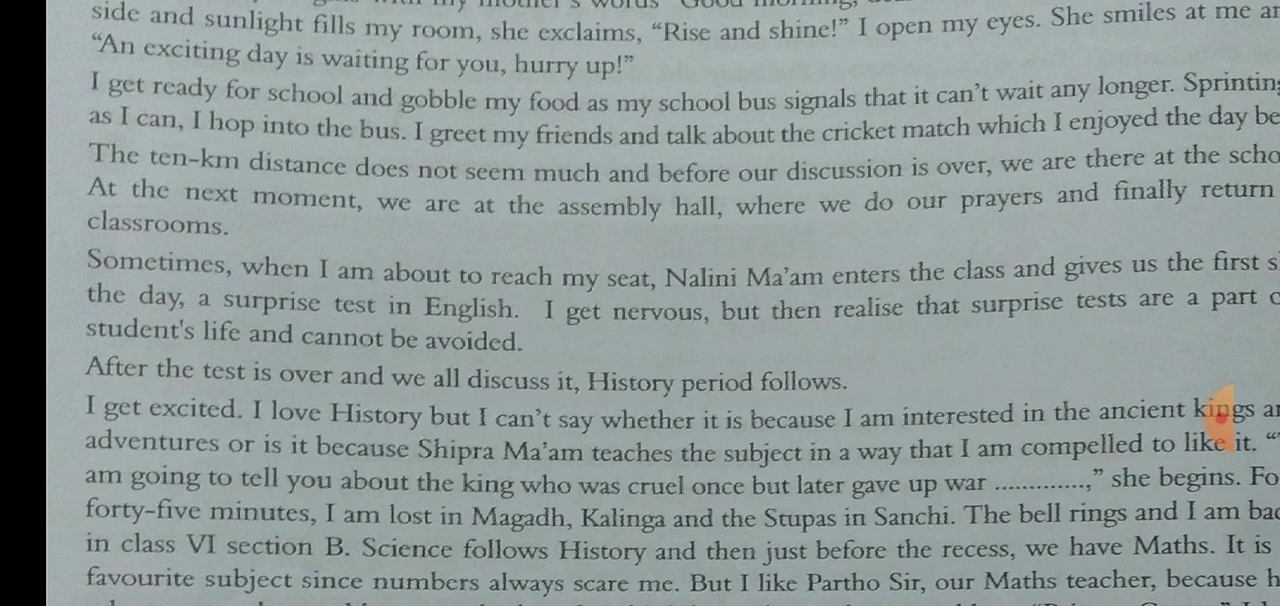 my mother's words "Good morning,
side and sunlight fills my room, she exclaims, "Rise and shine!" I open my eyes. She smiles at me
"An exciting day is waiting for you, hurry up!"
I get ready for school and gobble my food as my school bus signals that it can't wait any longer. Sprinting
as I can, I hop into the bus. I greet my friends and talk about the cricket match which I enjoyed the day
The ten-km distance does not seem much and before our discussion is over, we are there at the
At the next moment, we are at the assembly hall, where we do our prayers and finally return
classrooms.
Sometimes, when I am about to reach my seat, Nalini Ma'am enters the class and gives us the first
the day, a surprise test in English. I get nervous, but then realise that surprise tests are a part
student's life and cannot be avoided.
After the test is over and we all discuss it, History period follows.
I get excited. I love History but I can't say whether it is because I am interested in the ancient kings
adventures or is it because Shipra Ma'am teaches the subject in a way that I am compelled to like it.
am going to tell you about the king who was cruel once but later gave up war ..............," she begins.
forty-five minutes, I am lost in Magadh, Kalinga and the Stupas in Sanchi. The bell rings and I am
in class VI section B. Science follows History and then just before the recess, we have Maths. It is
favourite subject since numbers always scare me. But I like Partho Sir, our Maths teacher, because